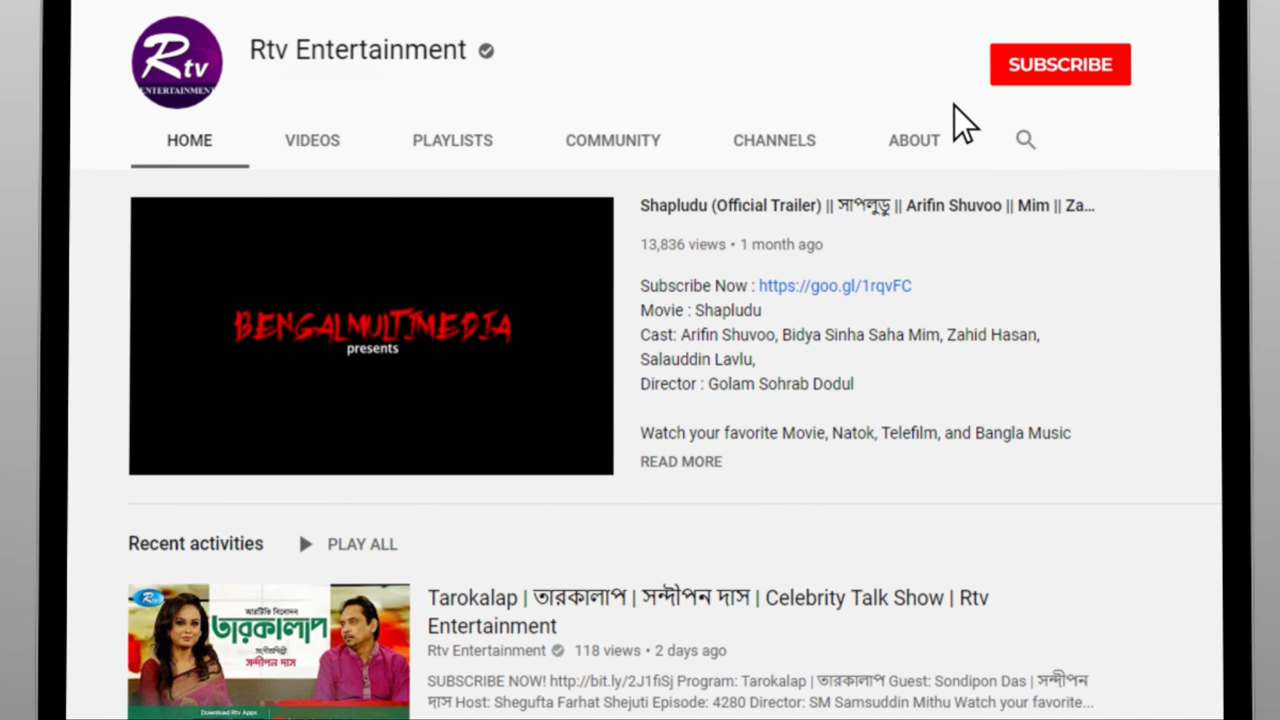 Rtv
ENTERTAINMENT
Rtv Entertainment
SUBSCRIBE
HOME
VIDEOS
PLAYLISTS
COMMUNITY
CHANNELS
ABOUT
BENGALMULTIMEDIA
presents
Shapludu (Official Trailer) || সাপলুডু || Arifin Shuvoo || Mim || Za...
13,836 views • 1 month ago
Subscribe Now : https://goo.gl/1rqvFC
Movie : Shapludu
Cast: Arifin Shuvoo, Bidya Sinha Saha Mim, Zahid Hasan,
Salauddin Lavlu,
Director : Golam Sohrab Dodul
Watch your favorite Movie, Natok, Telefilm, and Bangla Music
READ MORE
Recent activities
PLAY ALL
Rtv
আরটিভি বিনোদন
তারকালাপ
সংগীতশিল্পী
সন্দীপন দাস
Download Rtv Apps
Tarokalap | তারকালাপ | সন্দীপন দাস | Celebrity Talk Show | Rtv
Entertainment
Rtv Entertainment 118 views • 2 days ago
SUBSCRIBE NOW! http://bit.ly/2J1fiSj Program: Tarokalap | তারকালাপ Guest: Sondipon Das | সন্দীপন
দাস Host: Shegufta Farhat Shejuti Episode: 4280 Director: SM Samsuddin Mithu Watch your favorite...